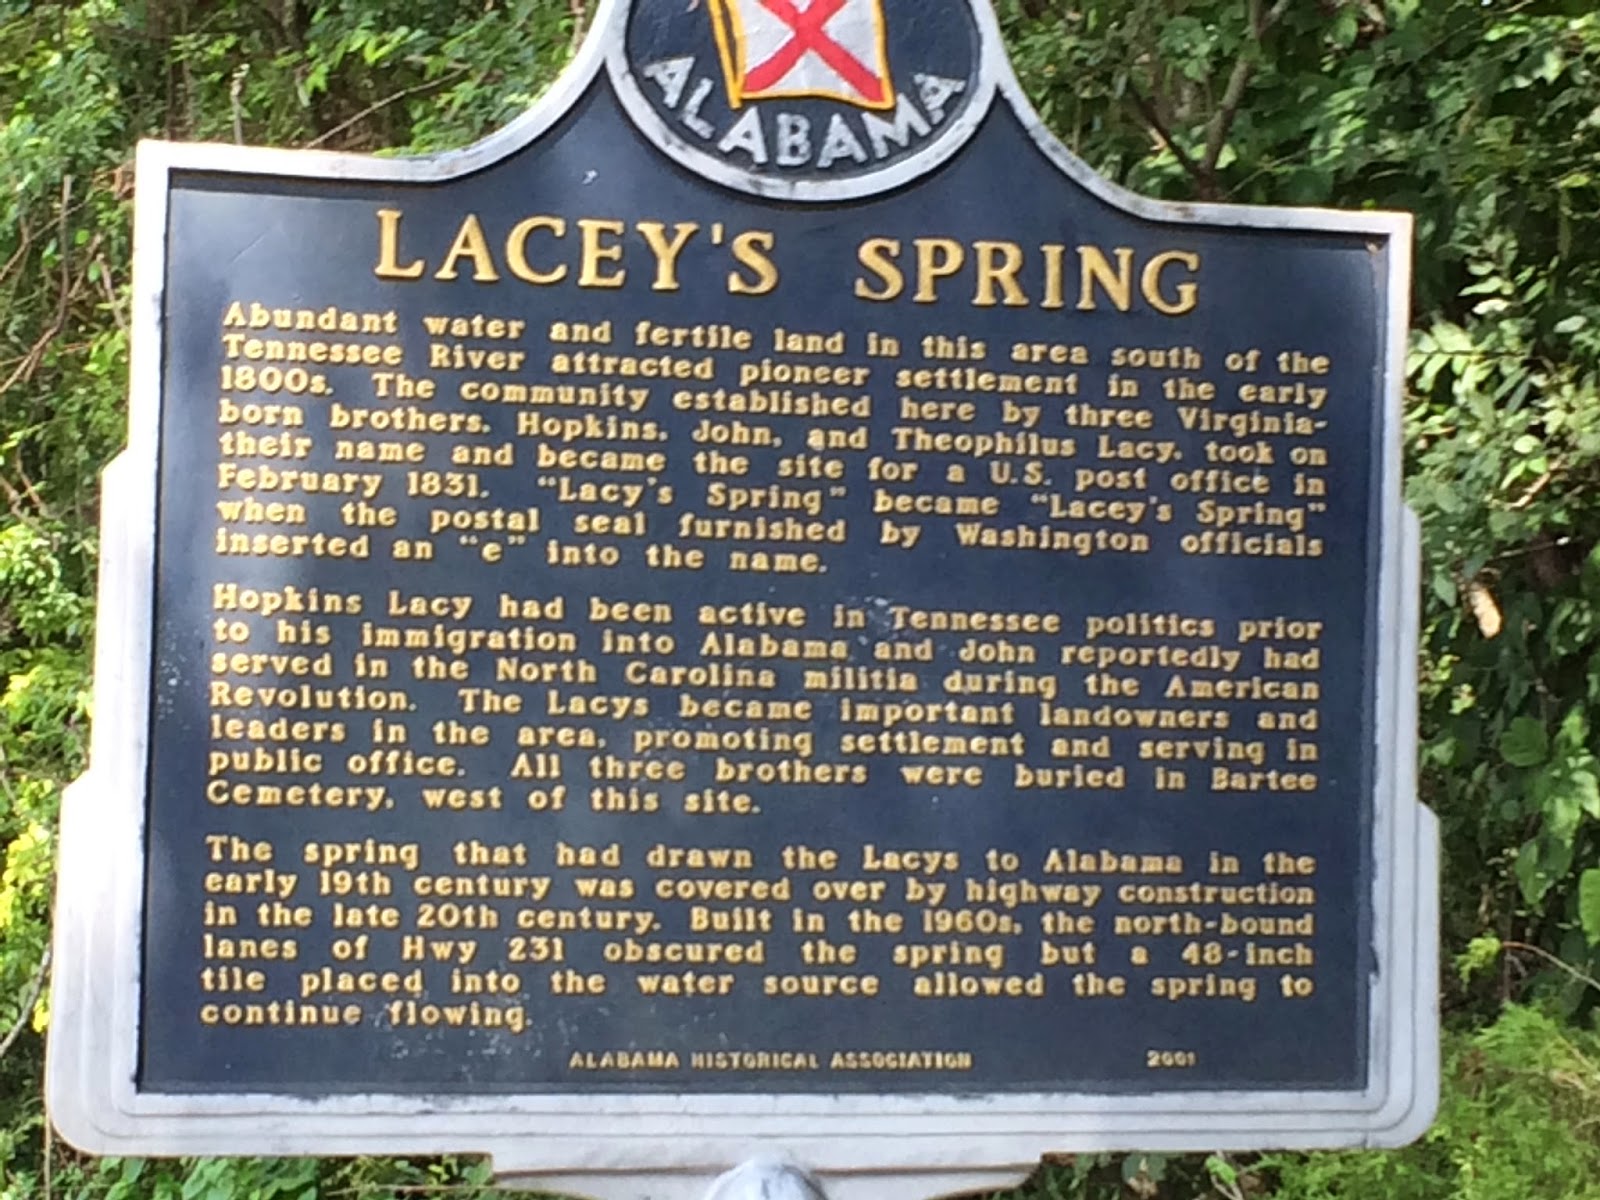 ALABAMA
LACEY'S SPRING
Abundant water and fertile land in this area south of the
Tennessee River attracted pioneer settlement in the early
1800s. The community established here by three Virginia-
born brothers, Hopkins, John, and Theophilus Lacy, took on
their name and became the site for a U.S. post office in
February 1831. "Lacy's Spring" became "Lacey's Spring"
when the postal seal furnished by Washington officials
inserted an "e" into the name.
Hopkins Lacy had been active in Tennessee politics prior
to his immigration into Alabama and John reportedly had
served in the North Carolina militia during the American
Revolution. The Lacys became important landowners and
leaders in the area, promoting settlement and serving in
public office. All three brothers were buried in Bartee
Cemetery, west of this site.
The spring that had drawn the Lacys to Alabama in the
early 19th century was covered over by highway construction
in the late 20th century. Built in the 1960s, the north-bound
lanes of Hwy 231 obscured the spring but a 48-inch
tile placed into the water source allowed the spring to
continue flowing.
ALABAMA HISTORICAL ASSOCIATION 2001